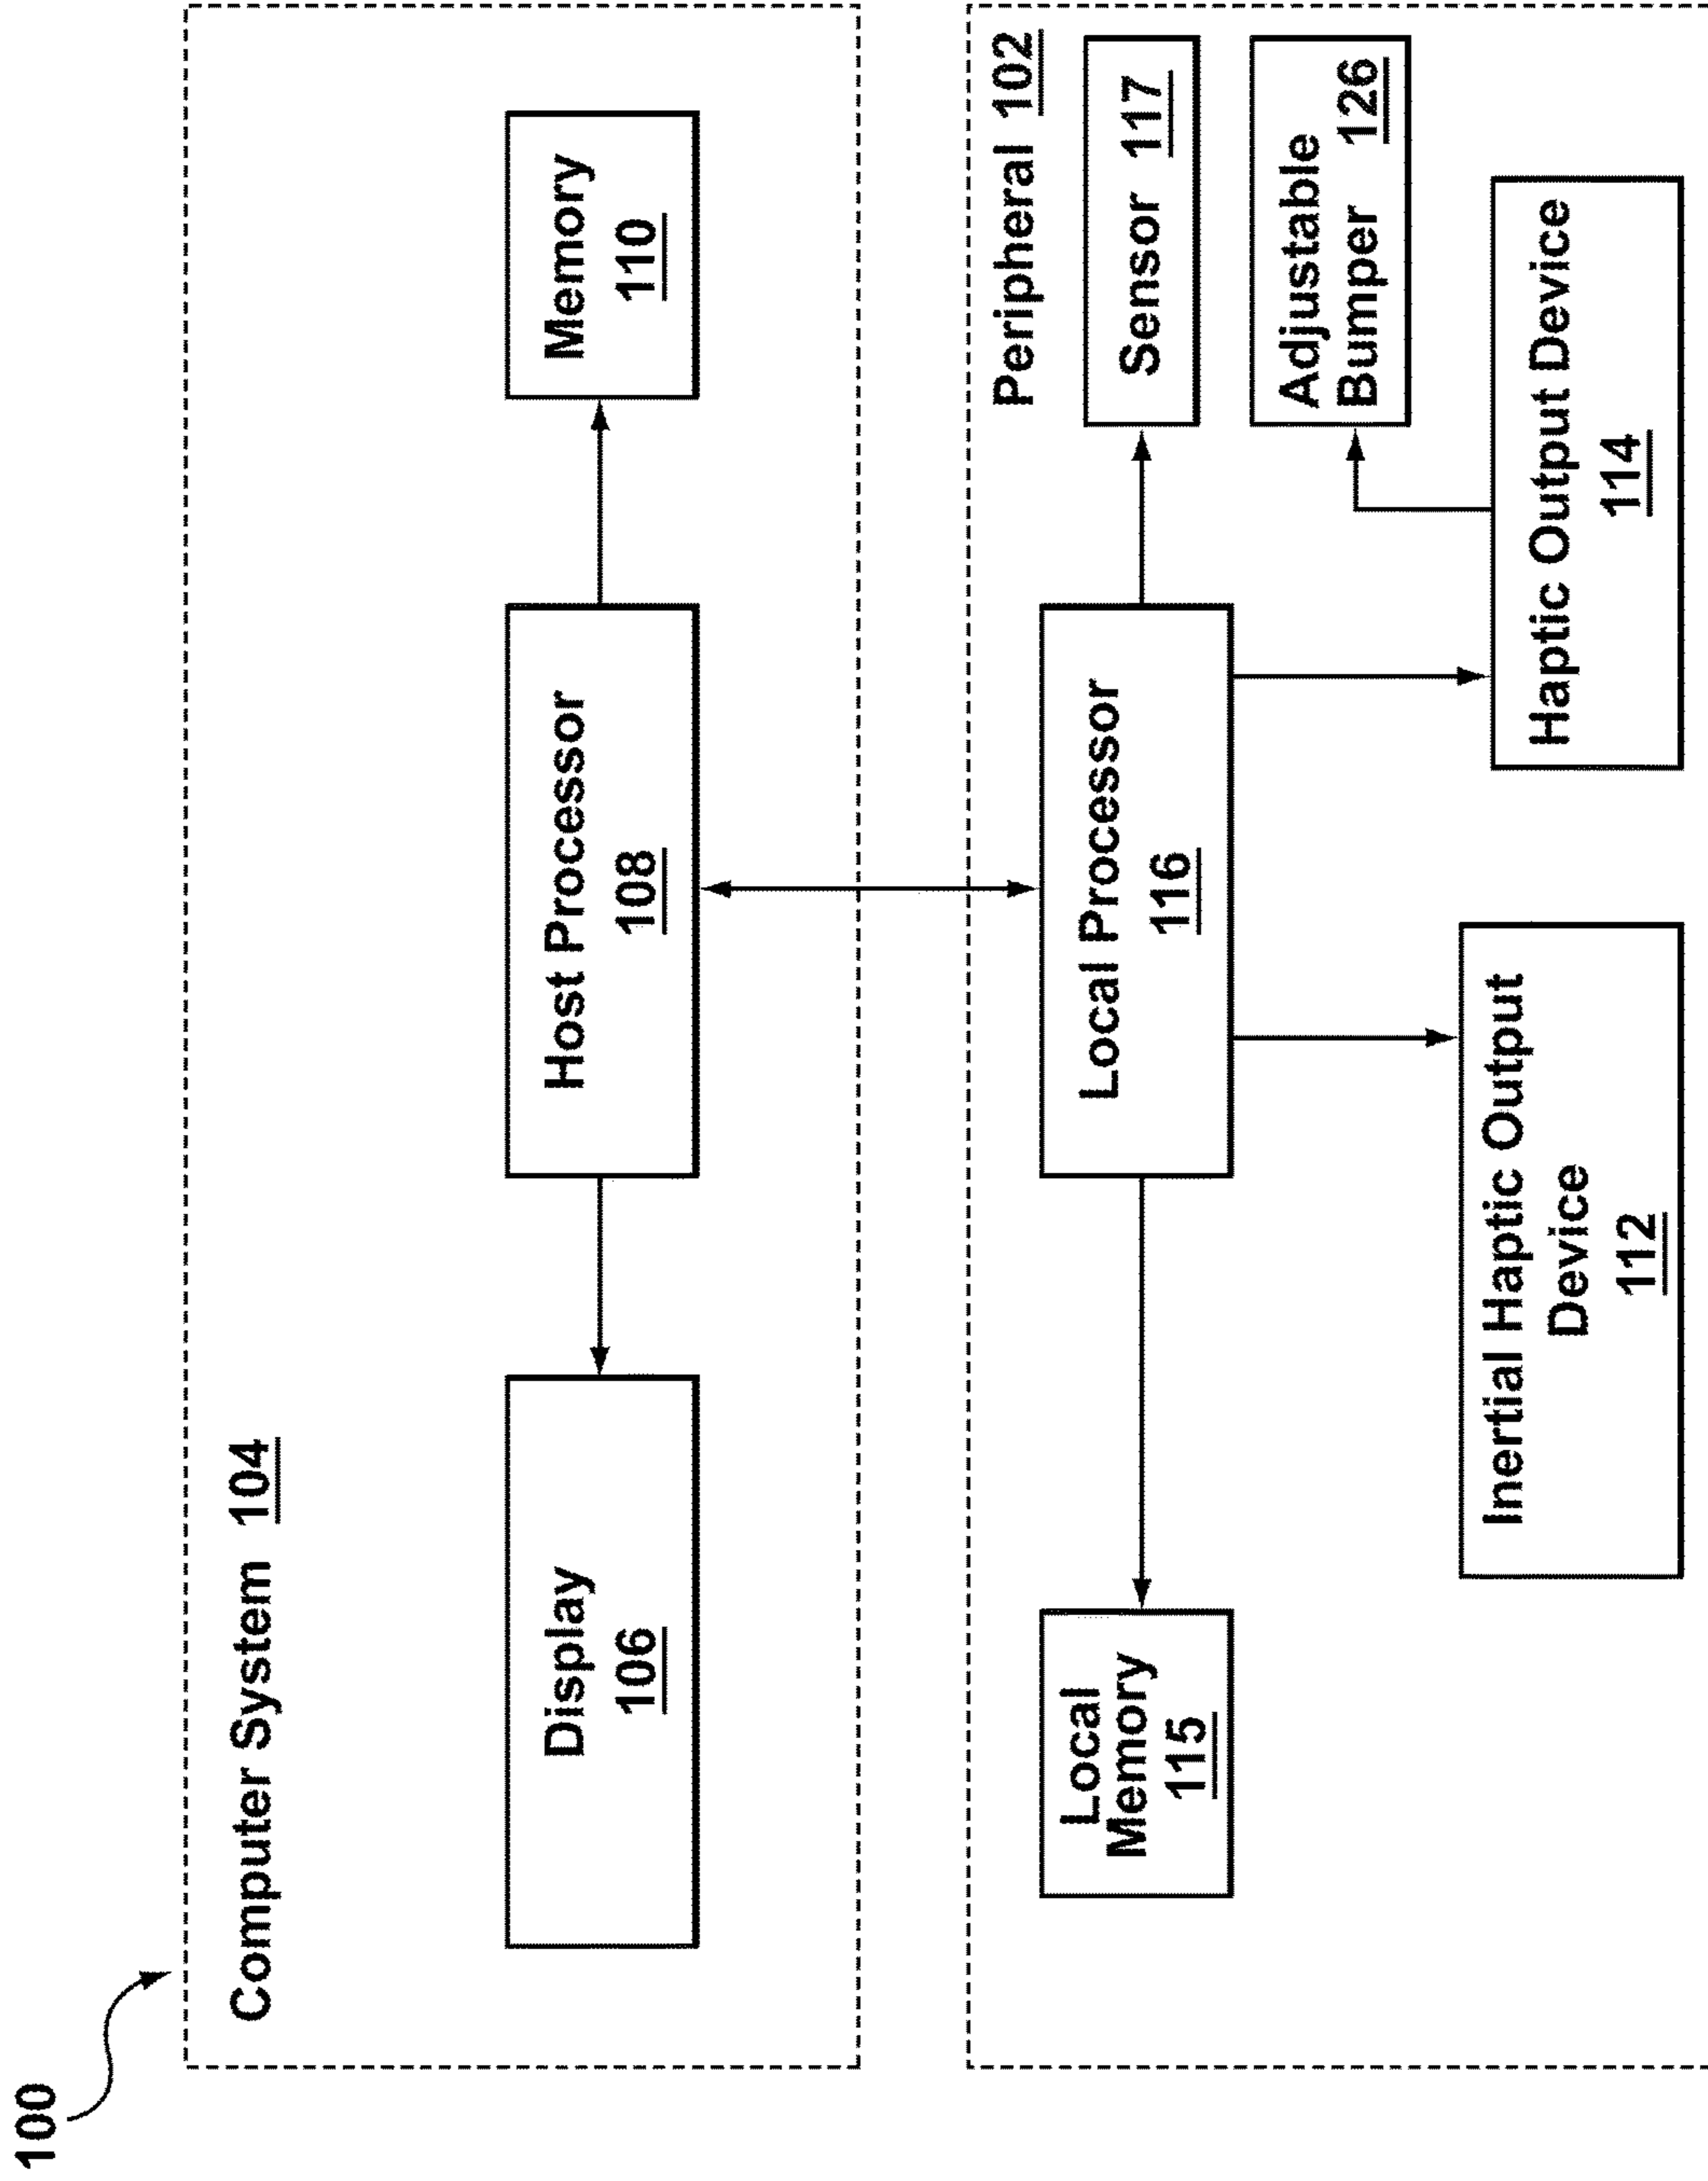 100
Computer System 104
Display
106
Host Processor
108
Memory
110
Peripheral 102
Local
Memory
115
Local Processor
116
Sensor 117
Adjustable
Bumper 126
Inertial Haptic Output
Device
112
Haptic Output Device
114